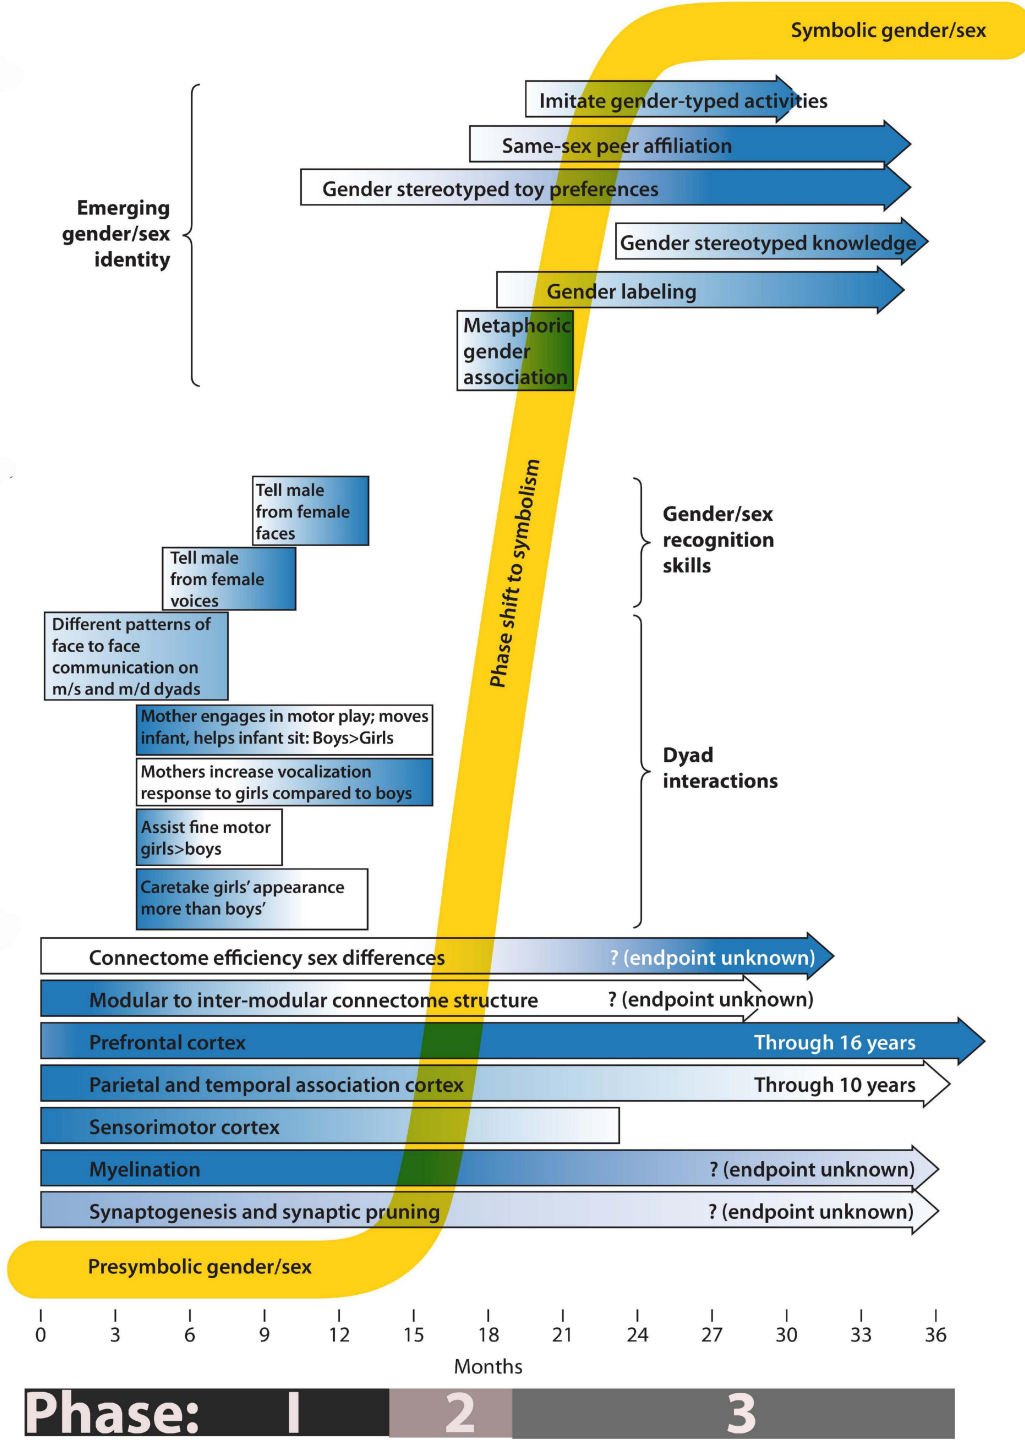 Symbolic gender/sex
Imitate gender-typed activities
Same-sex peer affiliation
Gender stereotyped toy preferences
Emerging
gender/sex
identity
Gender stereotyped knowledge
Gender labeling
Metaphoric
gender
association
Phase shift to symbolism
Tell male
from female
faces
Tell male
from female
voices
Gender/sex
recognition
skills
Different patterns of
face to face
communication on
m/s and m/d dyads
Mother engages in motor play; moves
infant, helps infant sit: Boys>Girls
Mothers increase vocalization
response to girls compared to boys
Assist fine motor
girls>boys
Caretake girls' appearance
more than boys'
Dyad
interactions
Connectome efficiency sex differences ? (endpoint unknown)
Modular to inter-modular connectome structure ? (endpoint unknown)
Prefrontal cortex Through 16 years
Parietal and temporal association cortex Through 10 years
Sensorimotor cortex
Myelination ? (endpoint unknown)
Synaptogenesis and synaptic pruning ? (endpoint unknown)
Presymbolic gender/sex
0 3 6 9 12 15 18 21 24 27 30 33 36
Months
Phase: I 2 3